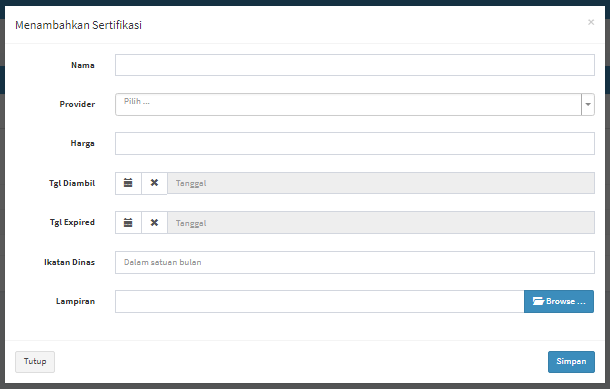 Menambahkan Sertifikasi ×
Nama
Provider Pilih ...
Harga
Tgl Diambil Tanggal
Tgl Expired Tanggal
Ikatan Dinas Dalam satuan bulan
Lampiran Browse ...
Tutup Simpan